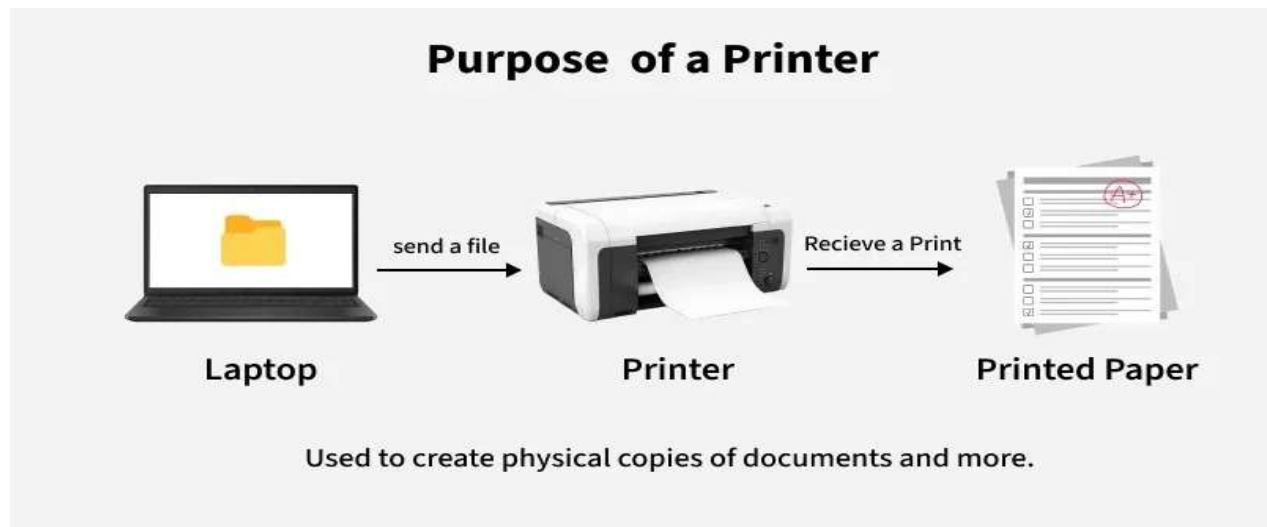 Purpose of a Printer
send a file
Recieve a Print
A+
Laptop
Printer
Printed Paper
Used to create physical copies of documents and more.